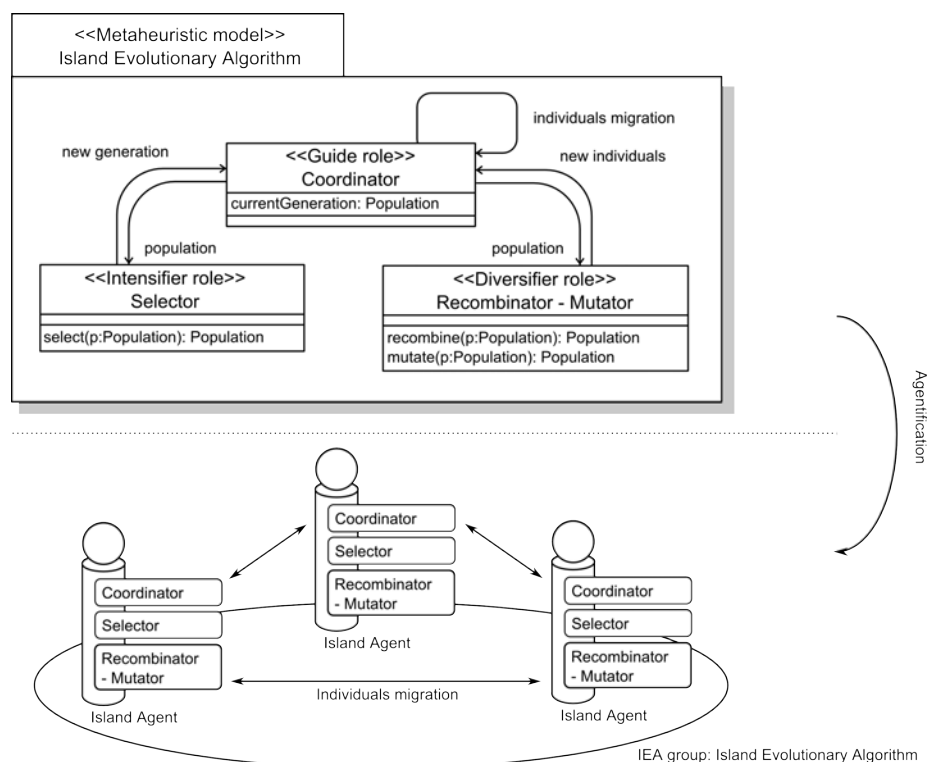 <<Metaheuristic model>>
Island Evolutionary Algorithm
individuals migration
new generation
<<Guide role>>
Coordinator
currentGeneration: Population
new individuals
population
population
<<Intensifier role>>
Selector
select(p:Population): Population
<<Diversifier role>>
Recombinator - Mutator
recombine(p:Population): Population
mutate(p:Population): Population
Agentification
Coordinator
Selector
Recombinator
- Mutator
Island Agent
Coordinator
Selector
Recombinator
- Mutator
Island Agent
Coordinator
Selector
Recombinator
- Mutator
Island Agent
Individuals migration
IEA group: Island Evolutionary Algorithm